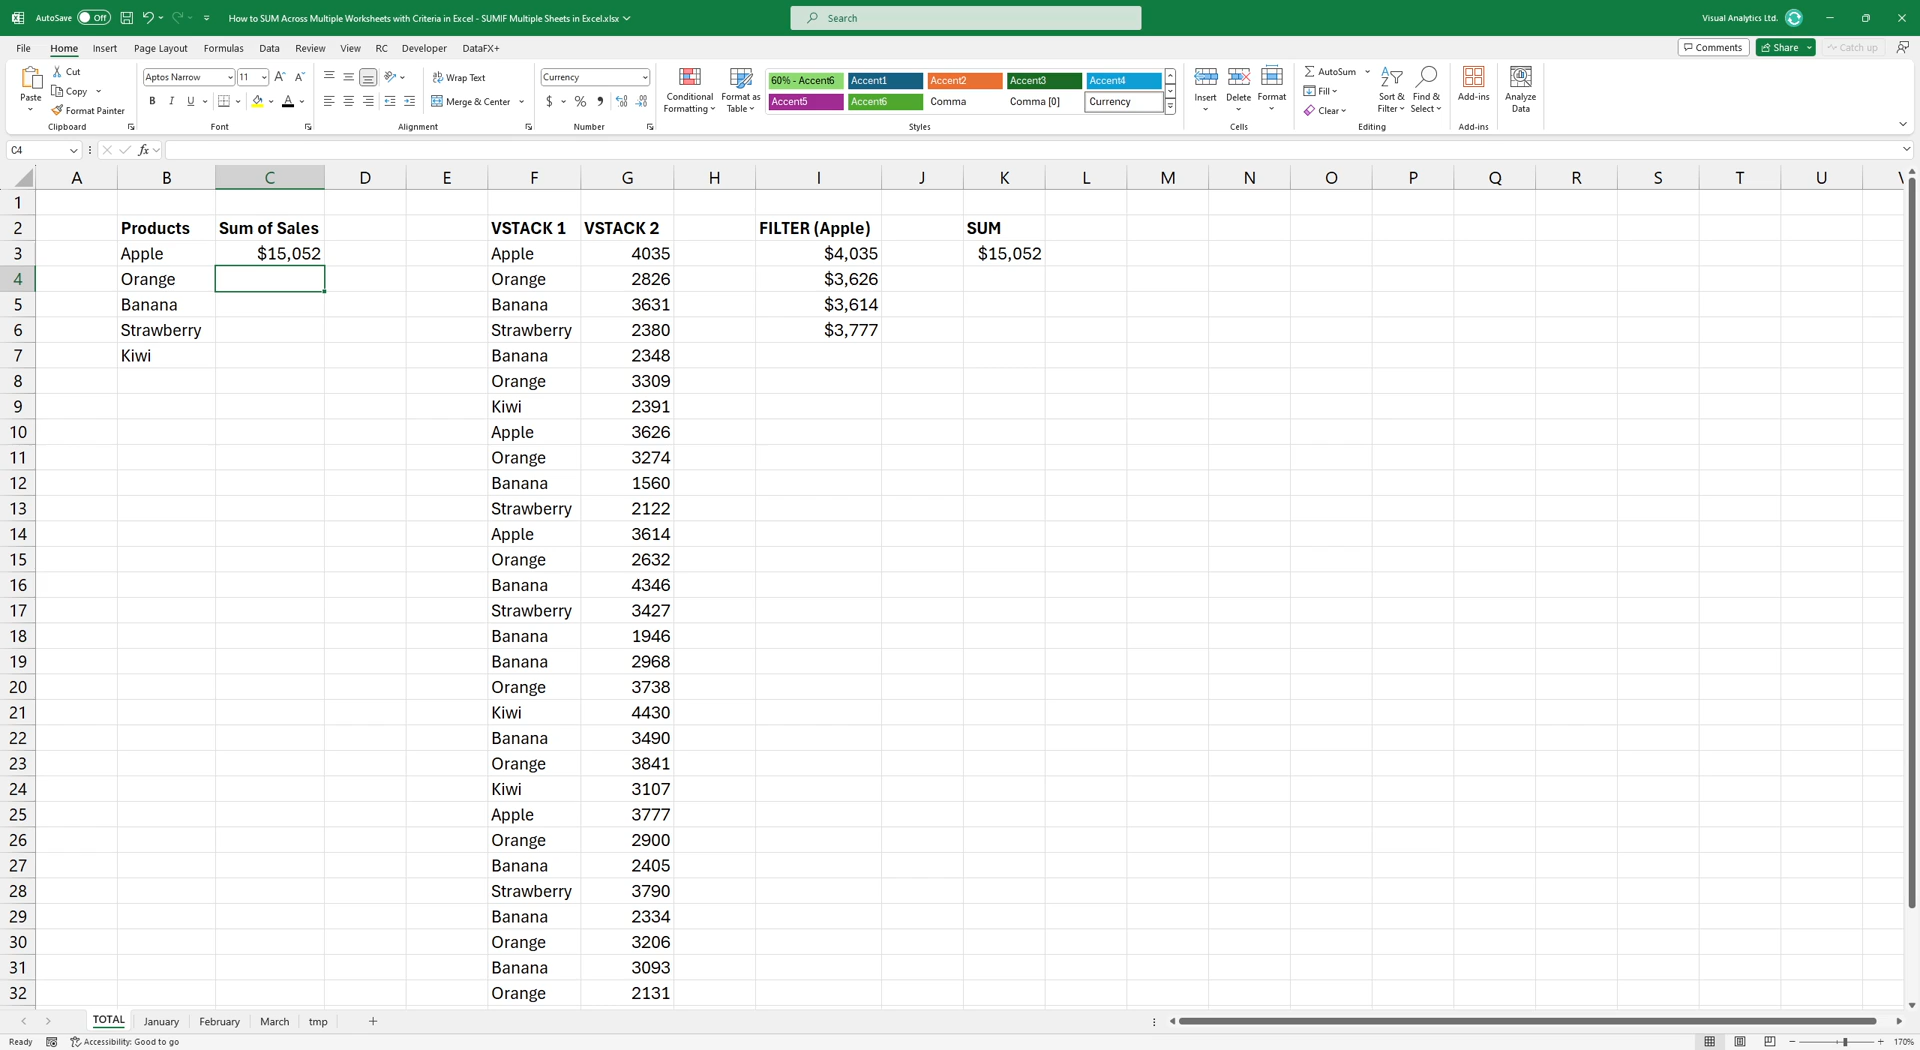 AutoSave Off How to SUM Across Multiple Worksheets with Criteria in Excel - SUMIF Multiple Sheets in Excel.xlsx Search Visual Analytics Ltd.
File Home Insert Page Layout Formulas Data Review View RC Developer DataFX+ Comments Share Catch up
Paste Cut Copy Format Painter Clipboard
Aptos Narrow 11 B I U Font
Wrap Text Merge & Center Alignment
Currency $ % Number
Conditional Formatting Format as Table
60% - Accent6 Accent1 Accent2 Accent3 Accent4
Accent5 Accent6 Comma Comma [0] Currency
Styles
Insert Delete Format Cells
AutoSum Fill Clear Sort & Filter Find & Select Editing
Add-ins Add-ins
Analyze Data
C4 fx
A B C D E F G H I J K L M N O P Q R S T U V
1
2 Products Sum of Sales VSTACK 1 VSTACK 2 FILTER (Apple) SUM
3 Apple $15,052 Apple 4035 $4,035 $15,052
4 Orange Orange 2826 $3,626
5 Banana Banana 3631 $3,614
6 Strawberry Strawberry 2380 $3,777
7 Kiwi Banana 2348
8 Orange 3309
9 Kiwi 2391
10 Apple 3626
11 Orange 3274
12 Banana 1560
13 Strawberry 2122
14 Apple 3614
15 Orange 2632
16 Banana 4346
17 Strawberry 3427
18 Banana 1946
19 Banana 2968
20 Orange 3738
21 Kiwi 4430
22 Banana 3490
23 Orange 3841
24 Kiwi 3107
25 Apple 3777
26 Orange 2900
27 Banana 2405
28 Strawberry 3790
29 Banana 2334
30 Orange 3206
31 Banana 3093
32 Orange 2131
TOTAL January February March tmp
Ready Accessibility: Good to go 170%